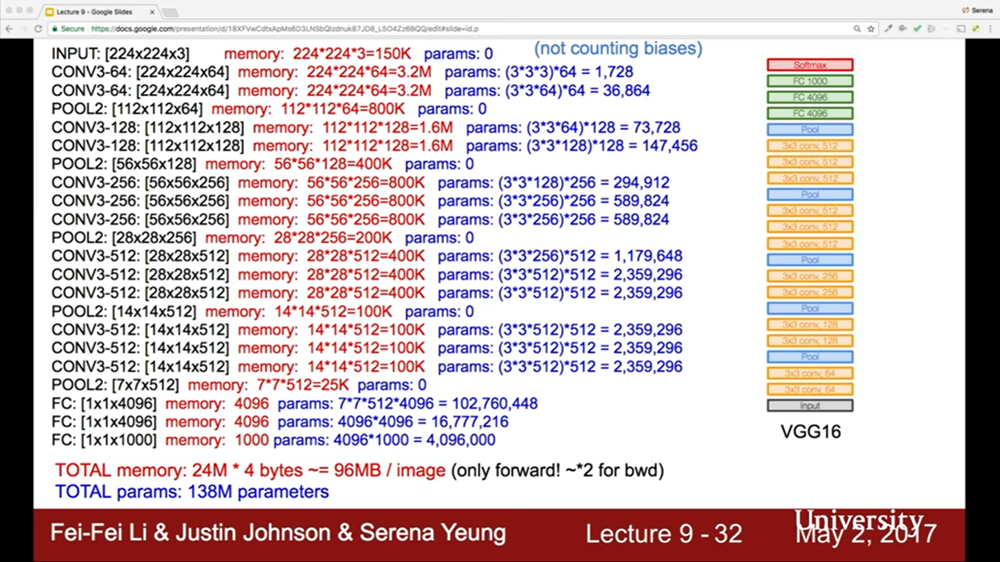 Lecture 9 - Google Slides
Serena
Secure https://docs.google.com/presentation/d/
(not counting biases)
INPUT: [224x224x3] memory: 224*224*3=150K params: 0
CONV3-64: [224x224x64] memory: 224*224*64=3.2M params: (3*3*3)*64 = 1,728
CONV3-64: [224x224x64] memory: 224*224*64=3.2M params: (3*3*64)*64 = 36,864
POOL2: [112x112x64] memory: 112*112*64=800K params: 0
CONV3-128: [112x112x128] memory: 112*112*128=1.6M params: (3*3*64)*128 = 73,728
CONV3-128: [112x112x128] memory: 112*112*128=1.6M params: (3*3*128)*128 = 147,456
POOL2: [56x56x128] memory: 56*56*128=400K params: 0
CONV3-256: [56x56x256] memory: 56*56*256=800K params: (3*3*128)*256 = 294,912
CONV3-256: [56x56x256] memory: 56*56*256=800K params: (3*3*256)*256 = 589,824
CONV3-256: [56x56x256] memory: 56*56*256=800K params: (3*3*256)*256 = 589,824
POOL2: [28x28x256] memory: 28*28*256=200K params: 0
CONV3-512: [28x28x512] memory: 28*28*512=400K params: (3*3*256)*512 = 1,179,648
CONV3-512: [28x28x512] memory: 28*28*512=400K params: (3*3*512)*512 = 2,359,296
CONV3-512: [28x28x512] memory: 28*28*512=400K params: (3*3*512)*512 = 2,359,296
POOL2: [14x14x512] memory: 14*14*512=100K params: 0
CONV3-512: [14x14x512] memory: 14*14*512=100K params: (3*3*512)*512 = 2,359,296
CONV3-512: [14x14x512] memory: 14*14*512=100K params: (3*3*512)*512 = 2,359,296
CONV3-512: [14x14x512] memory: 14*14*512=100K params: (3*3*512)*512 = 2,359,296
POOL2: [7x7x512] memory: 7*7*512=25K params: 0
FC: [1x1x4096] memory: 4096 params: 7*7*512*4096 = 102,760,448
FC: [1x1x4096] memory: 4096 params: 4096*4096 = 16,777,216
FC: [1x1x1000] memory: 1000 params: 4096*1000 = 4,096,000
TOTAL memory: 24M * 4 bytes ~= 96MB / image (only forward! ~*2 for bwd)
TOTAL params: 138M parameters
Softmax
FC 1000
FC 4096
FC 4096
Pool
3x3 conv, 512
3x3 conv, 512
3x3 conv, 512
Pool
3x3 conv, 512
3x3 conv, 512
3x3 conv, 512
Pool
3x3 conv, 256
3x3 conv, 256
Pool
3x3 conv, 128
3x3 conv, 128
Pool
3x3 conv, 64
3x3 conv, 64
Input
VGG16
Fei-Fei Li & Justin Johnson & Serena Yeung
Lecture 9 - 32
University
May 2, 2017